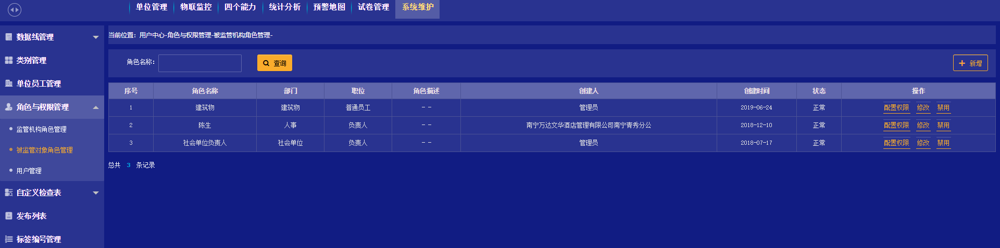 单位管理 物联监控 四个能力 统计分析 预警地图 试卷管理 系统维护
数据线管理
类别管理
单位员工管理
角色与权限管理
监管机构角色管理
被监管对象角色管理
用户管理
自定义检查表
发布列表
标签编号管理
当前位置：用户中心-角色与权限管理-被监管机构角色管理-
角色名称： 查询 新增
序号 角色名称 部门 职位 角色描述 创建人 创建时间 状态 操作
1 建筑物 建筑物 普通员工 -- 管理员 2019-06-24 正常 配置权限 修改 禁用
2 陈生 人事 负责人 -- 南宁万达文华酒店管理有限公司南宁青秀分公 2018-12-10 正常 配置权限 修改 禁用
3 社会单位负责人 社会单位 负责人 -- 管理员 2018-07-17 正常 配置权限 修改 禁用
总共 3 条记录